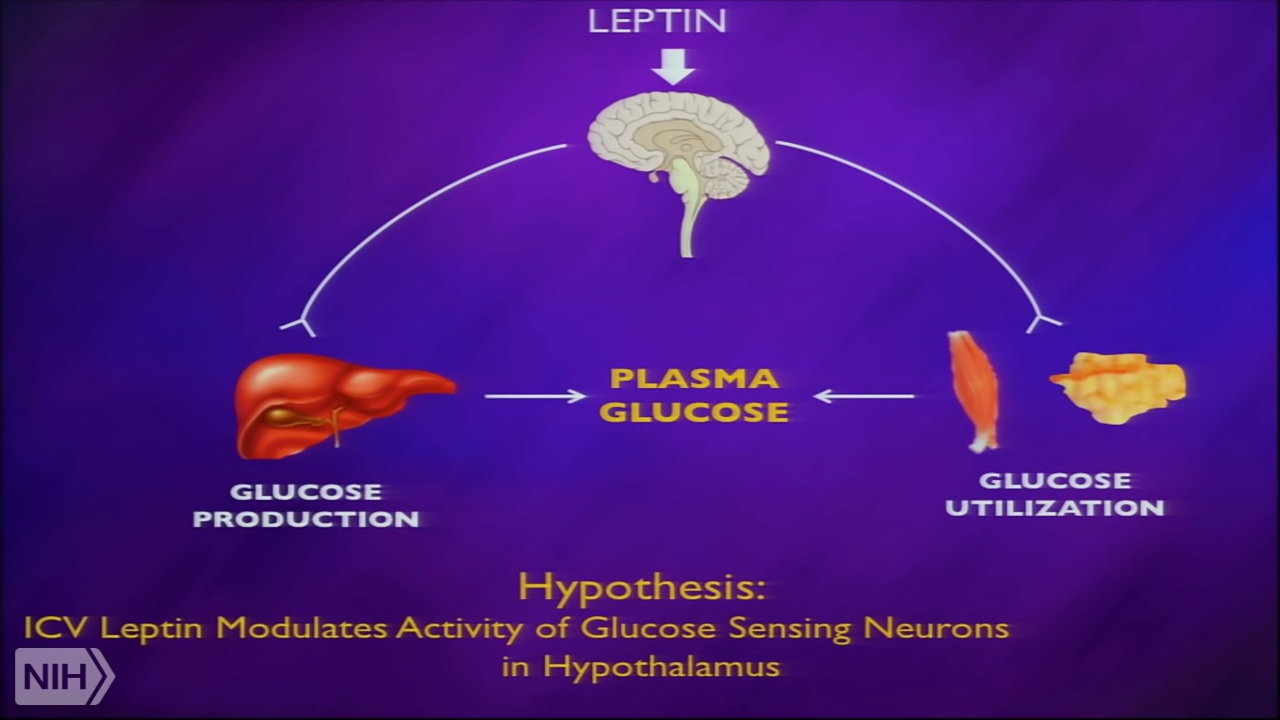 LEPTIN
PLASMA
GLUCOSE
GLUCOSE
PRODUCTION
GLUCOSE
UTILIZATION
Hypothesis:
ICV Leptin Modulates Activity of Glucose Sensing Neurons
in Hypothalamus
NIH